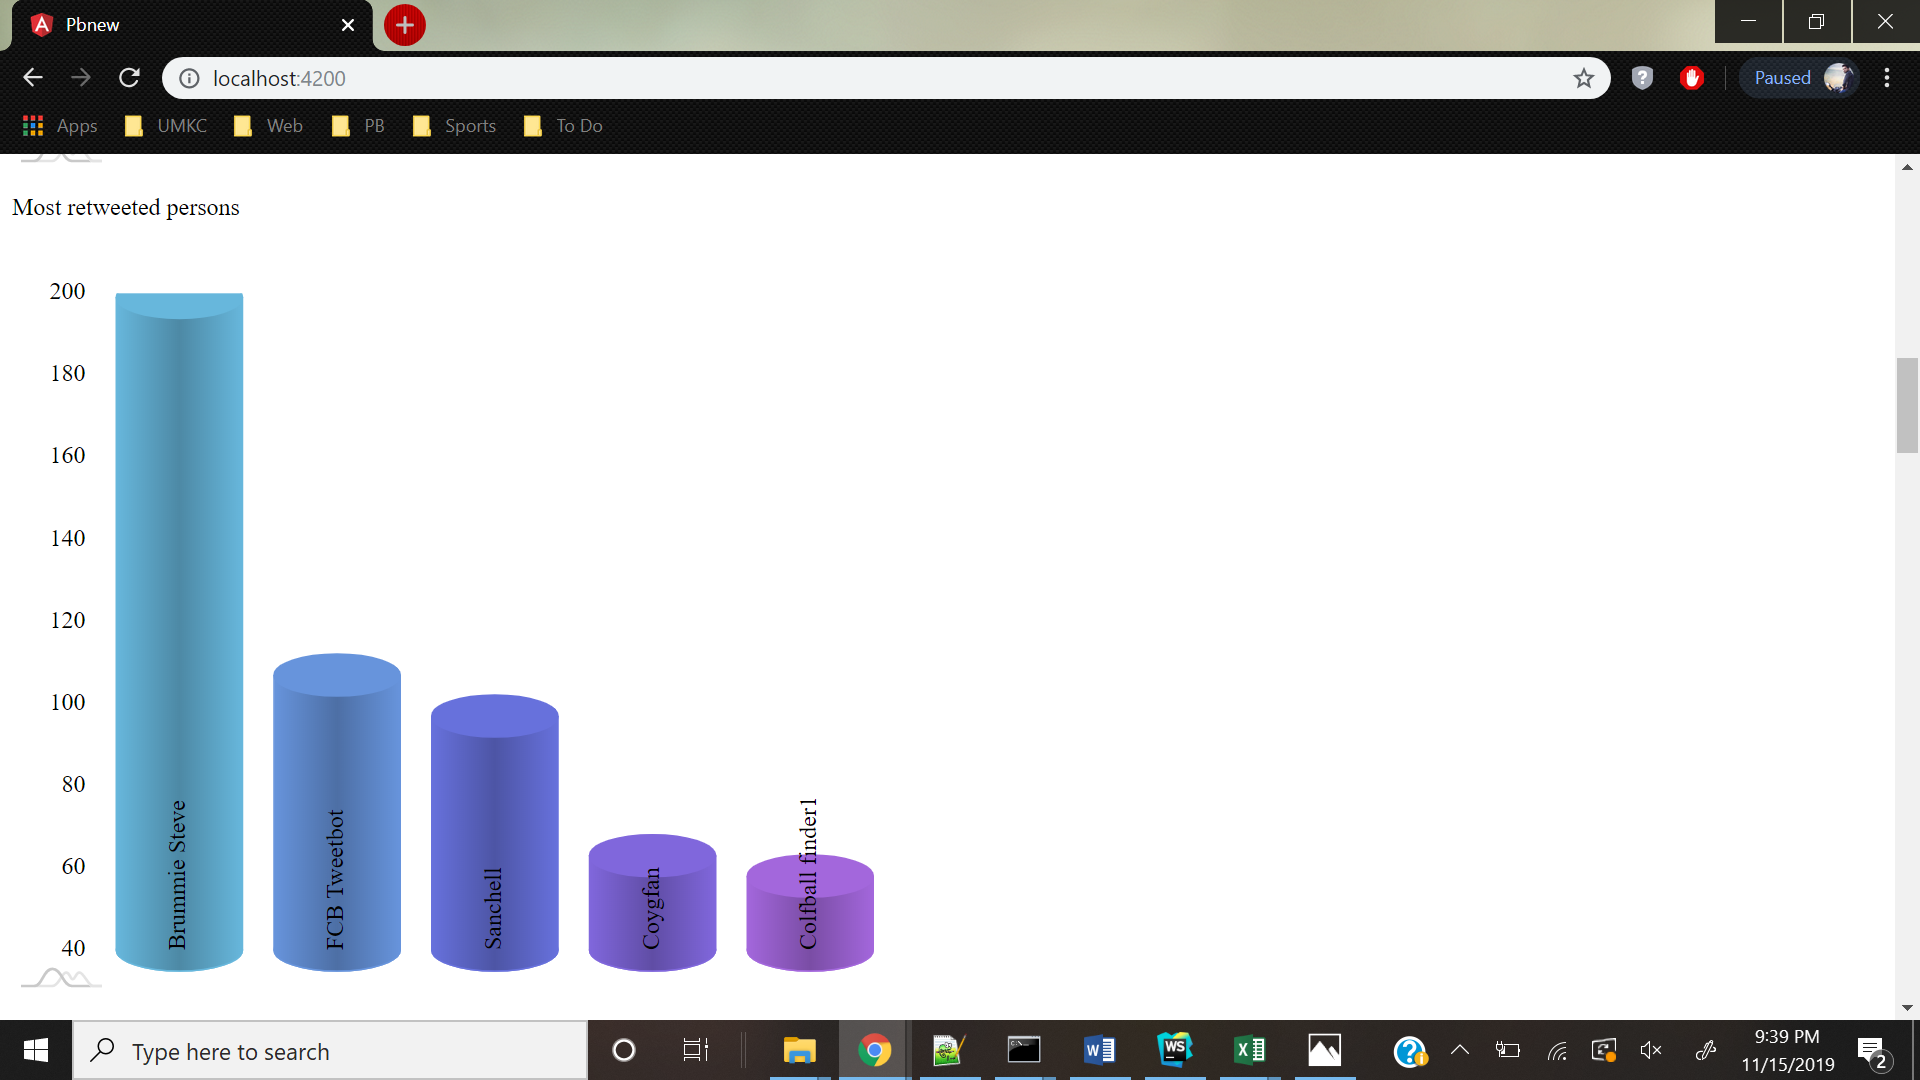 Pbnew
localhost:4200
Paused
Apps UMKC Web PB Sports To Do
Most retweeted persons
200
180
160
140
120
100
80
60
40
Brummie Steve
FCB Tweetbot
Sanchell
Coygfan
Colfball finder1
Type here to search
9:39 PM
11/15/2019
2